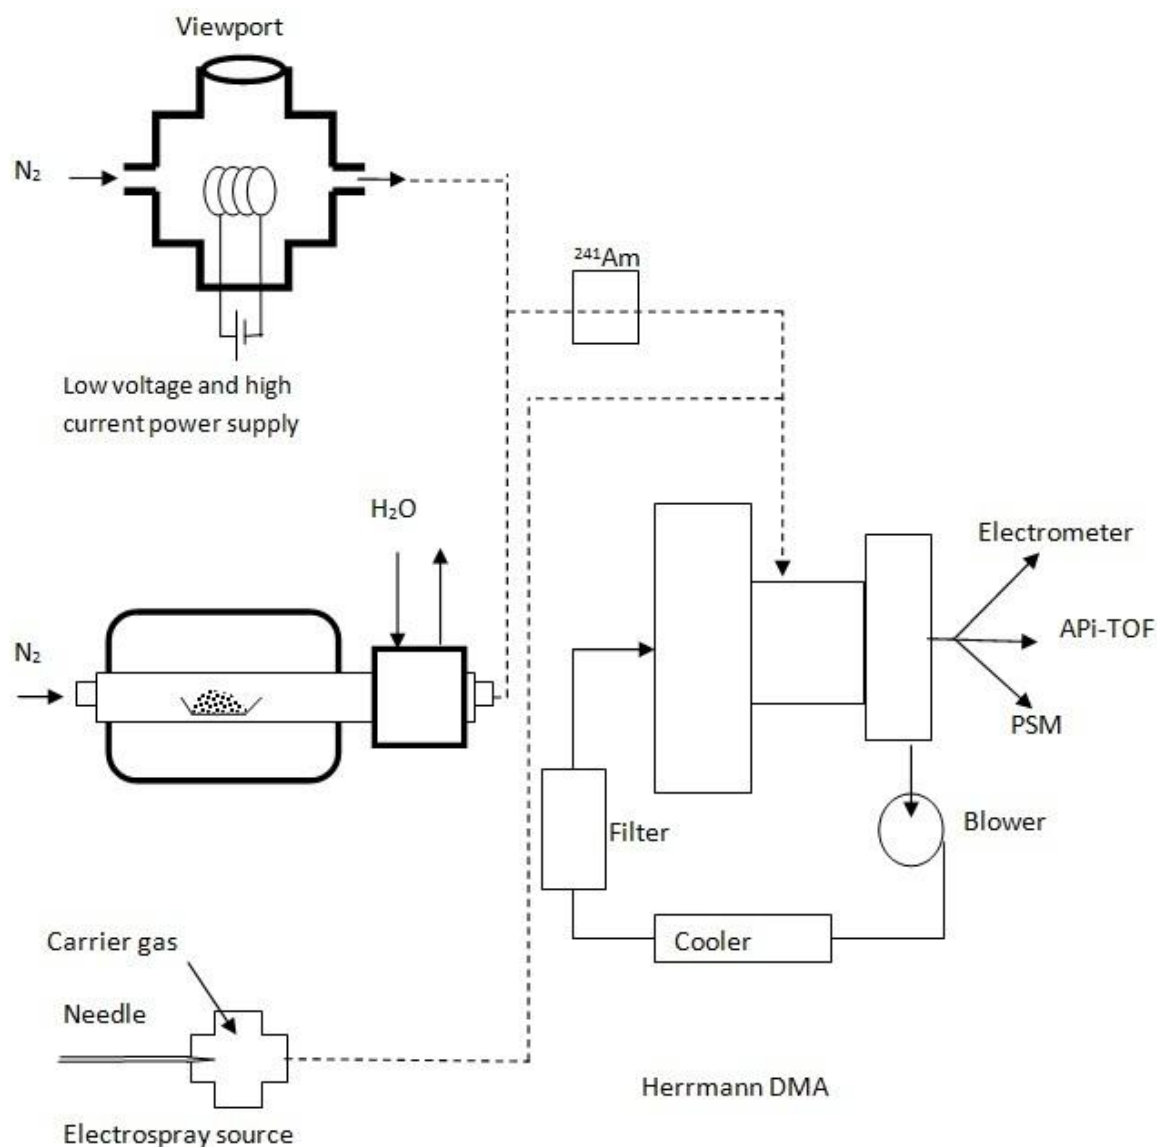 Viewport
N₂
²⁴¹Am
Low voltage and high
current power supply
H₂O
Electrometer
N₂
APi-TOF
PSM
Filter
Blower
Carrier gas
Cooler
Needle
Herrmann DMA
Electrospray source